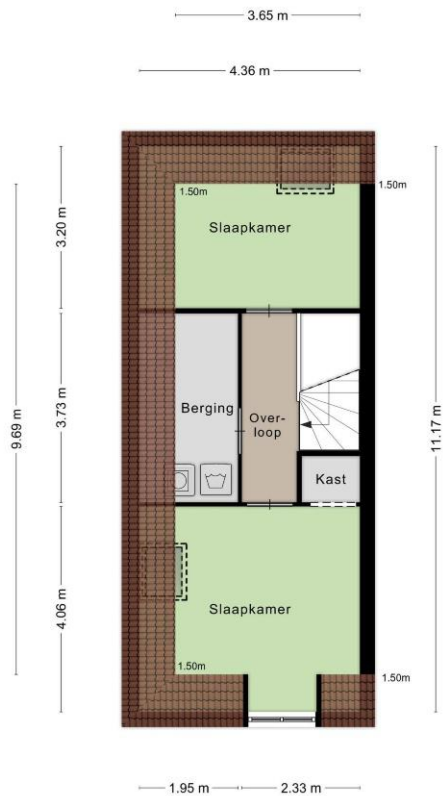 3.65 m
4.36 m
1.50m
1.50m
Slaapkamer
3.20 m
9.69 m
3.73 m
11.17 m
Berging
Over-
loop
Kast
4.06 m
Slaapkamer
1.50m
1.50m
1.95 m
2.33 m